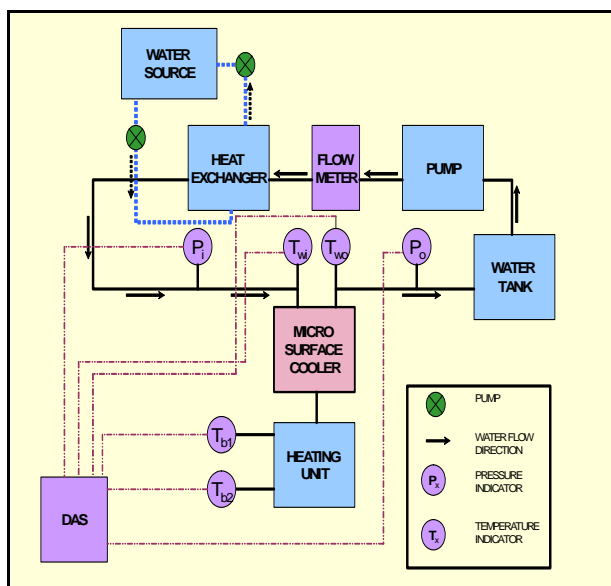 WATER
SOURCE
HEAT
EXCHANGER
FLOW
METER
PUMP
Pi
Twi
Two
Po
WATER
TANK
MICRO
SURFACE
COOLER
Tb1
Tb2
HEATING
UNIT
DAS
PUMP
WATER FLOW
DIRECTION
Px
PRESSURE
INDICATOR
Tx
TEMPERATURE
INDICATOR